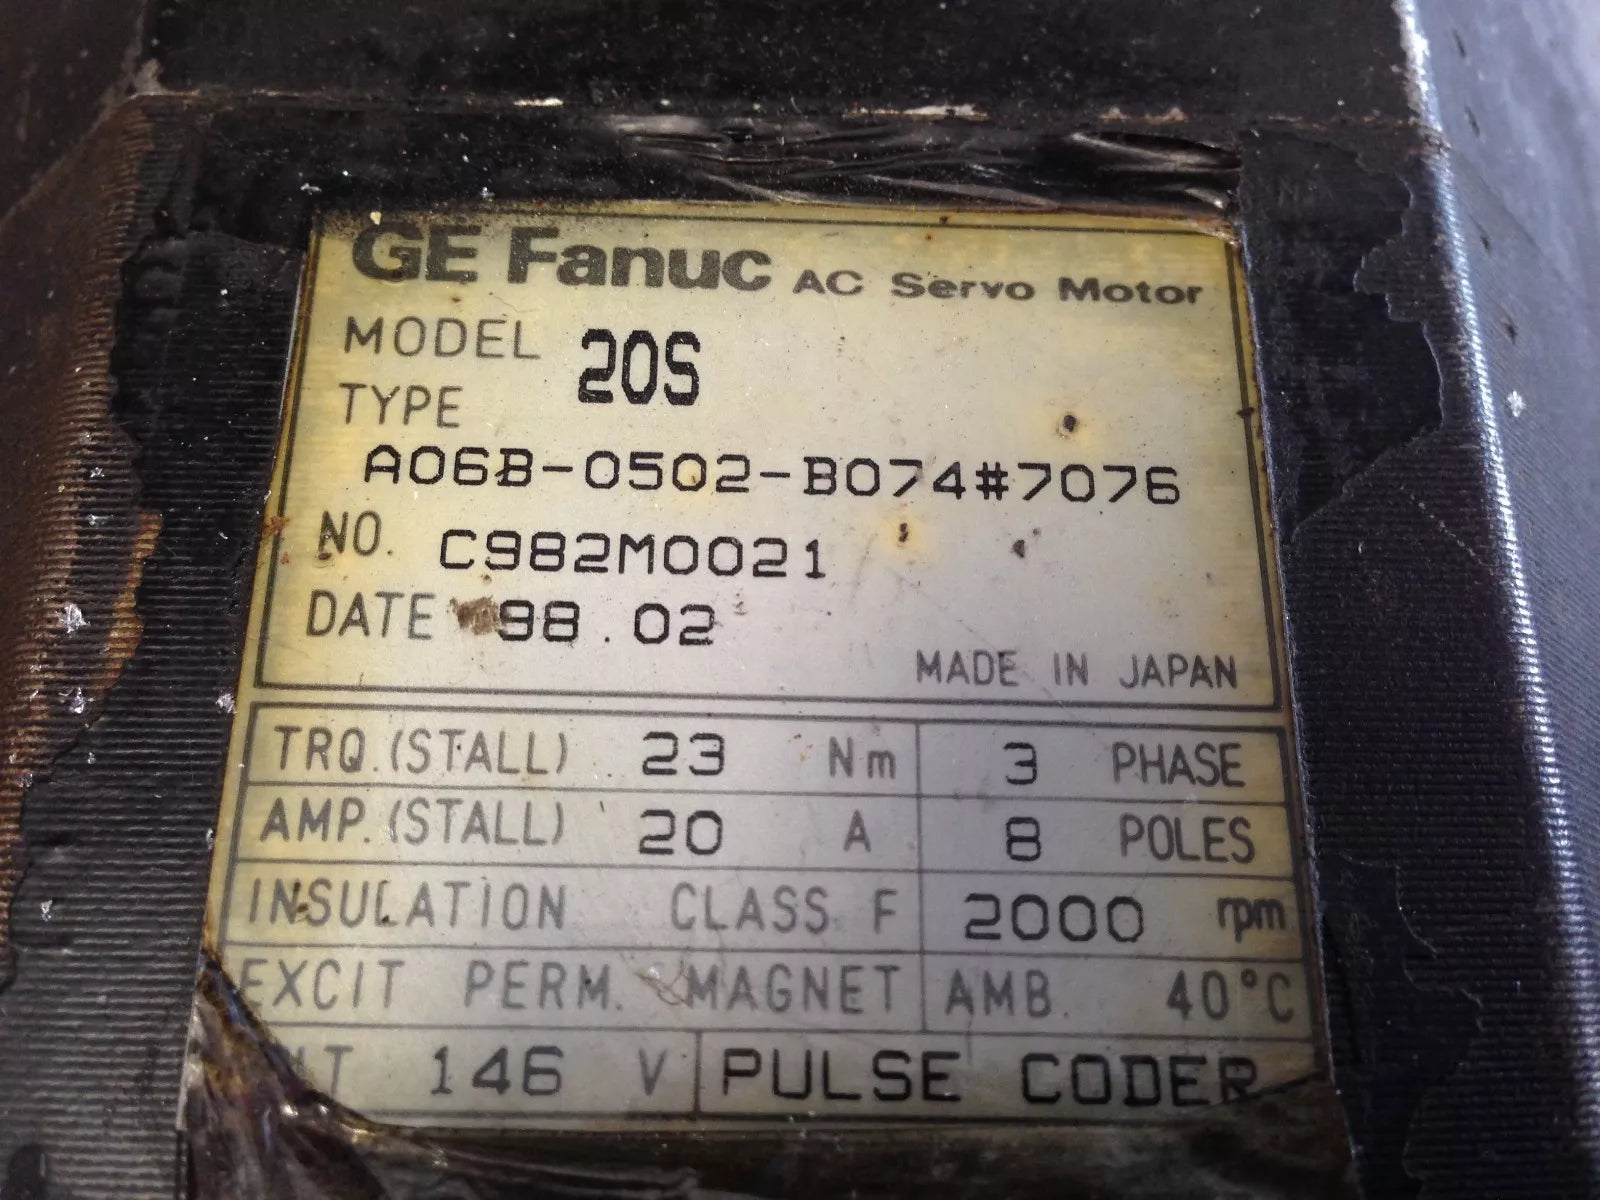 GE Fanuc AC Servo Motor
MODEL 20S
TYPE
A06B-0502-B074#7076
NO. C982M0021
DATE 98.02
MADE IN JAPAN
TRQ.(STALL) 23 Nm 3 PHASE
AMP.(STALL) 20 A 8 POLES
INSULATION CLASS F 2000 rpm
EXCIT PERM. MAGNET AMB. 40°C
146 V PULSE CODER